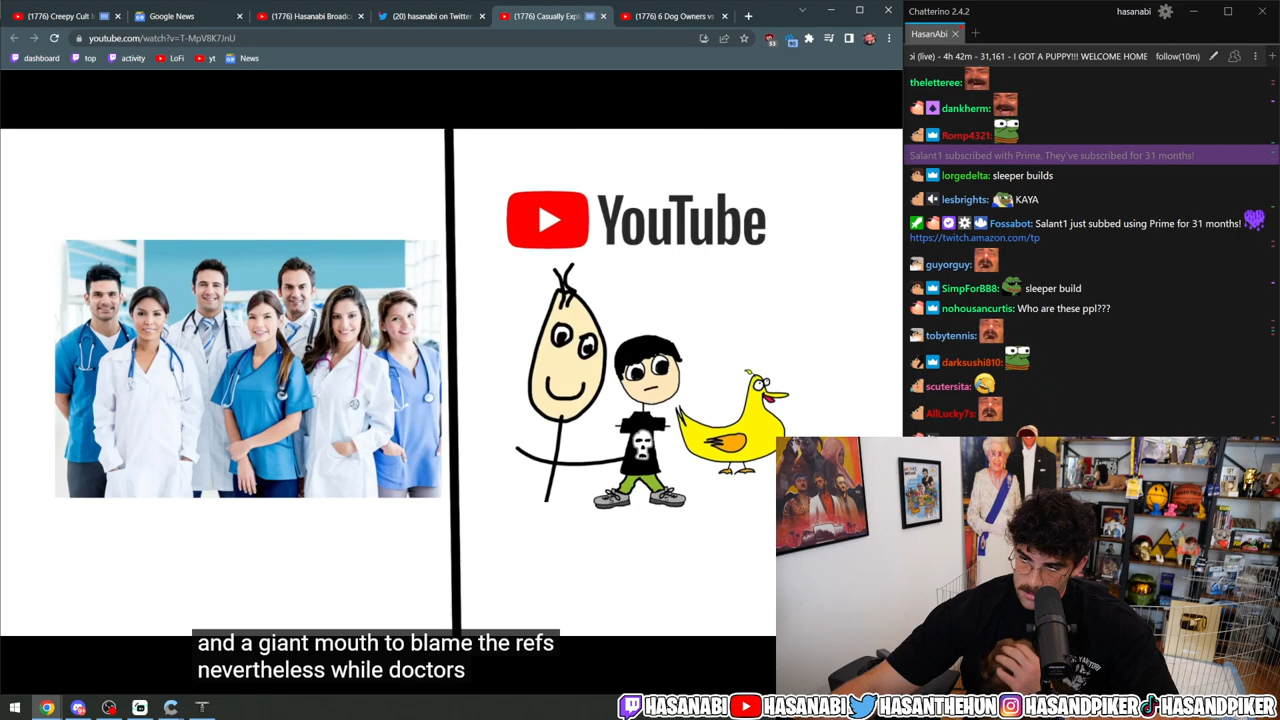 (1776) Creepy Cult I
Google News
(1776) Hasanabi Broadc
(20) hasanabi on Twitter
(1776) Casually Expl
(1776) 6 Dog Owners v
youtube.com/watch?v=T-MpV8K7JnU
dashboard
top
activity
LoFi
yt
News
YouTube
and a giant mouth to blame the refs
nevertheless while doctors
Chatterino 2.4.2
hasanabi
HasanAbi
(live) - 4h 42m - 31,161 - I GOT A PUPPY!!! WELCOME HOME
follow(10m)
theletteree:
dankherm:
Romp4321:
Salant1 subscribed with Prime. They've subscribed for 31 months!
lorgedelta: sleeper builds
lesbrights: KAYA
Fossabot: Salant1 just subbed using Prime for 31 months!
https://twitch.amazon.com/tp
guyorguy:
SimpForBB8: sleeper build
nohousancurtis: Who are these ppl???
tobytennis:
darksushi810:
scutersita:
AllLucky7s:
HASANABI
HASANABI
HASANTHEHUN
HASANDPIKER
HASANDPIKER